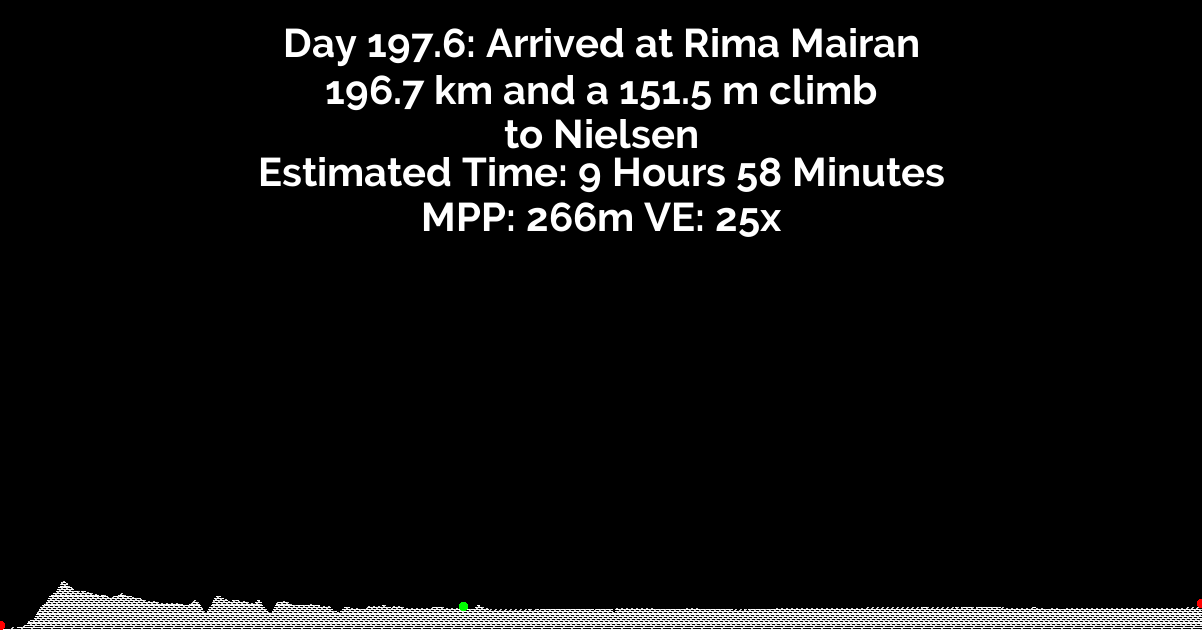 Day 197.6: Arrived at Rima Mairan
196.7 km and a 151.5 m climb
to Nielsen
Estimated Time: 9 Hours 58 Minutes
MPP: 266m VE: 25x